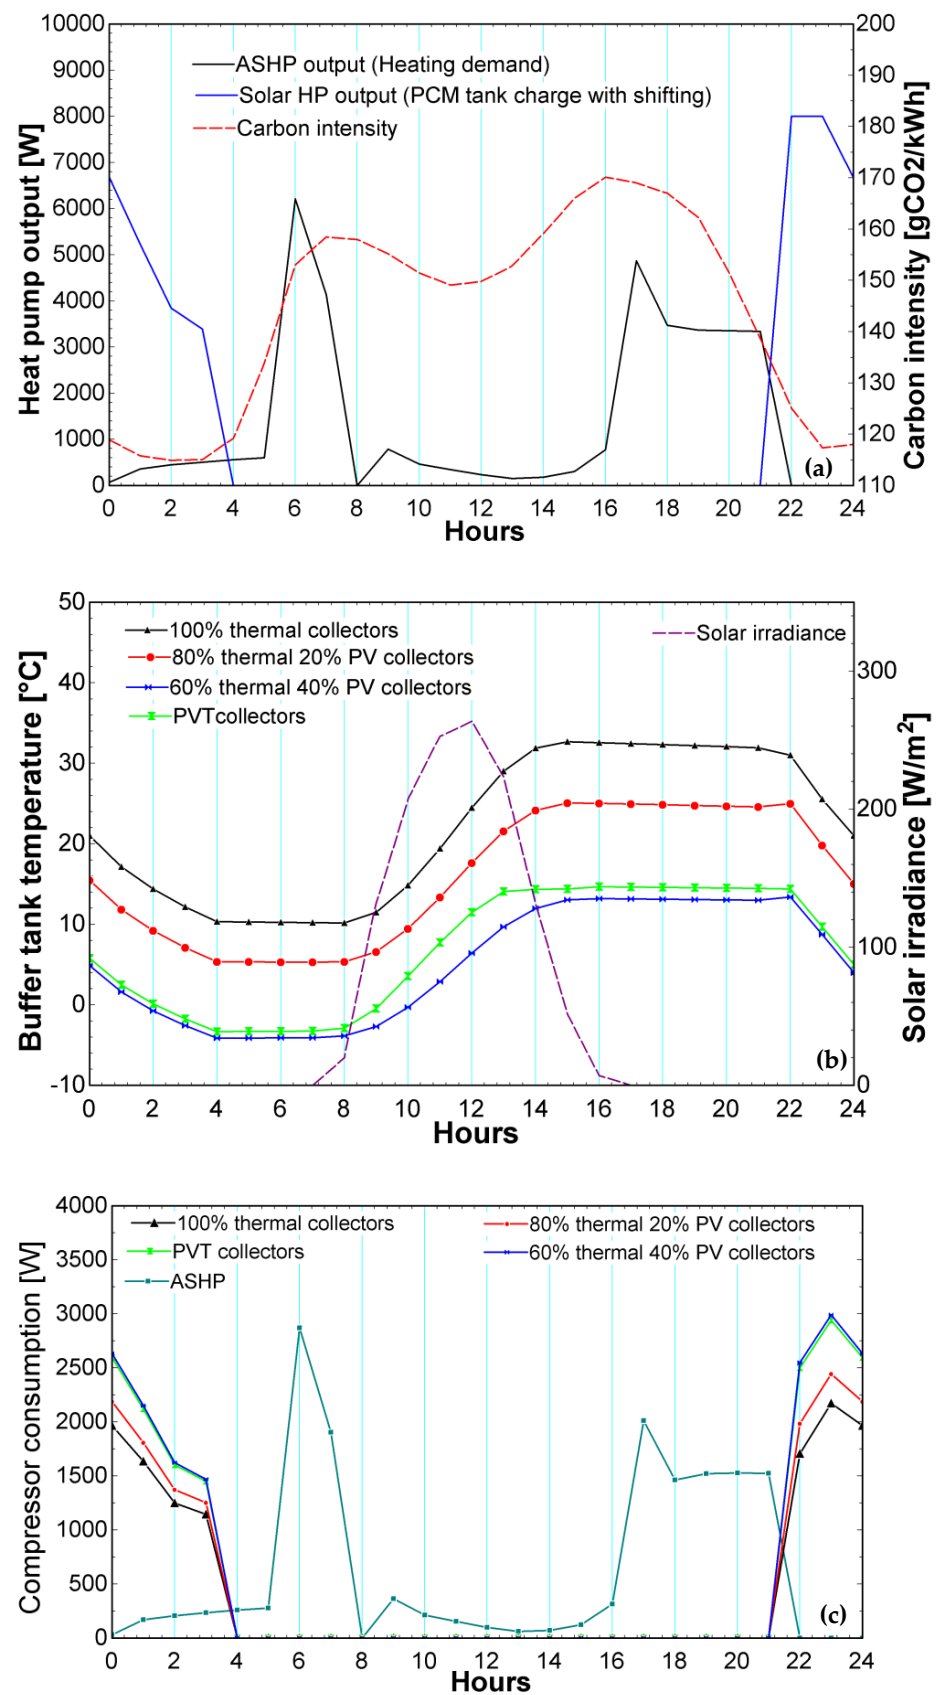 10000
9000
8000
7000
6000
5000
4000
3000
2000
1000
0
Heat pump output [W]
ASHP output (Heating demand)
Solar HP output (PCM tank charge with shifting)
Carbon intensity
200
190
180
170
160
150
140
130
120
110
Carbon intensity [gCO2/kWh]
(a)
0 2 4 6 8 10 12 14 16 18 20 22 24
Hours
50
40
30
20
10
0
-10
Buffer tank temperature [°C]
100% thermal collectors
80% thermal 20% PV collectors
60% thermal 40% PV collectors
PVTcollectors
Solar irradiance
300
200
100
0
Solar irradiance [W/m²]
(b)
0 2 4 6 8 10 12 14 16 18 20 22 24
Hours
4000
3500
3000
2500
2000
1500
1000
500
0
Compressor consumption [W]
100% thermal collectors
PVT collectors
ASHP
80% thermal 20% PV collectors
60% thermal 40% PV collectors
(c)
0 2 4 6 8 10 12 14 16 18 20 22 24
Hours